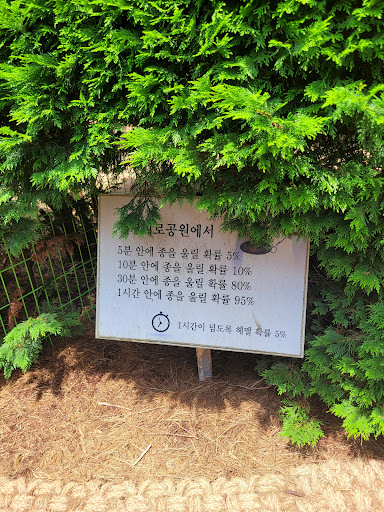 로공원에서
5분 안에 종을 울릴 확률 5%
10분 안에 종을 울릴 확률 10%
30분 안에 종을 울릴 확률 80%
1시간 안에 종을 울릴 확률 95%
1시간이 넘도록 헤맬 확률 5%